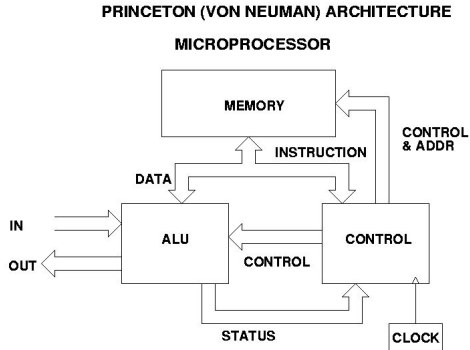 PRINCETON (VON NEUMAN) ARCHITECTURE
MICROPROCESSOR
MEMORY
CONTROL
& ADDR
INSTRUCTION
DATA
IN
ALU
CONTROL
OUT
CONTROL
STATUS
CLOCK